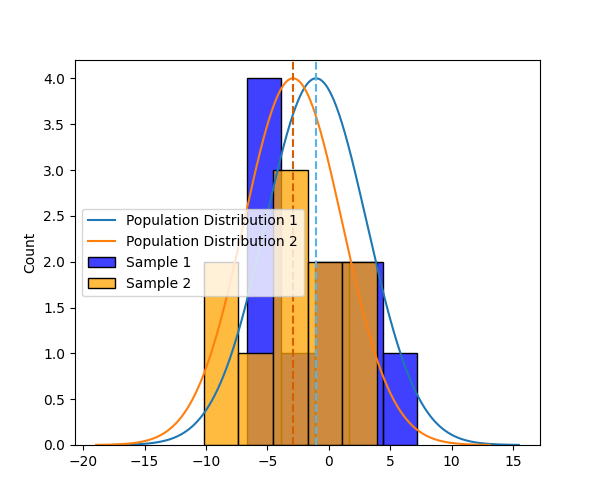 4.0
3.5
3.0
2.5
2.0
1.5
1.0
0.5
0.0
Count
Population Distribution 1
Population Distribution 2
Sample 1
Sample 2
−20 −15 −10 −5 0 5 10 15